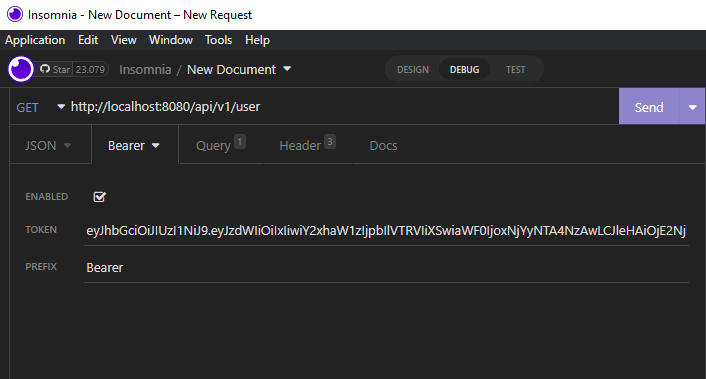 Insomnia - New Document – New Request
Application Edit View Window Tools Help
Star 23.079 Insomnia / New Document DESIGN DEBUG TEST
GET http://localhost:8080/api/v1/user Send
JSON Bearer Query 1 Header 3 Docs
ENABLED
TOKEN eyJhbGciOiJIUzI1NiJ9.eyJzdWIiOiIxIiwiY2xhaW1zIjpbIlVTRVIiXSwiaWF0IjoxNjYyNTA4NzAwLCJleHAiOjE2Nj
PREFIX Bearer